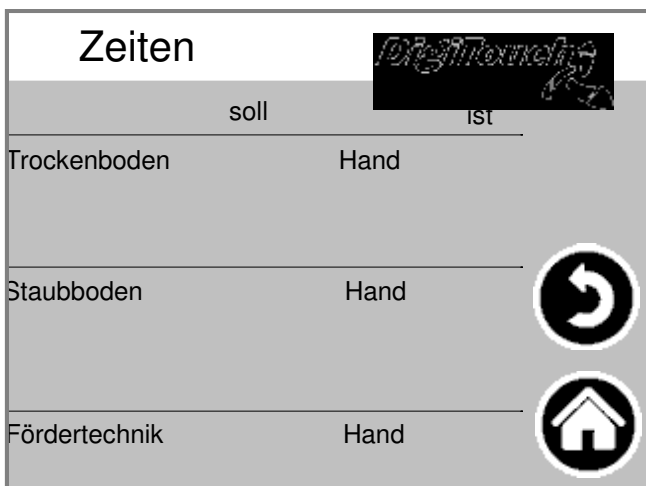 Zeiten
DigiTouch
soll ist
Trockenboden Hand
Staubboden Hand
Fördertechnik Hand